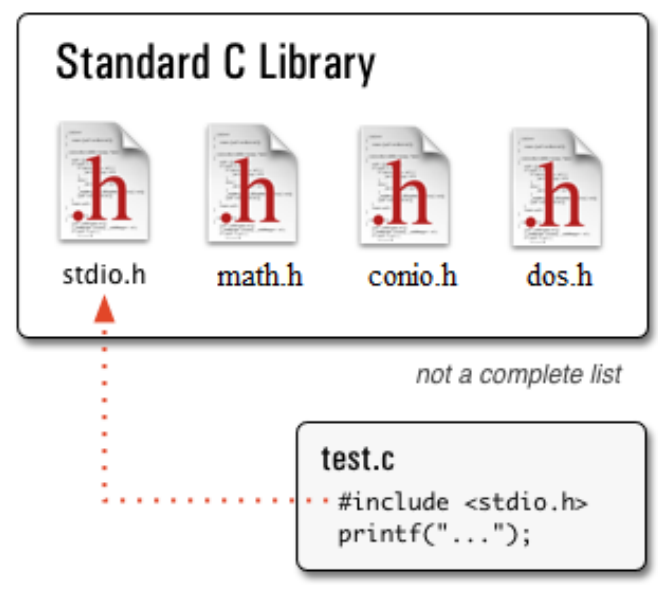 Standard C Library
.h .h .h .h
stdio.h math.h conio.h dos.h
not a complete list
test.c
#include <stdio.h>
printf("...");